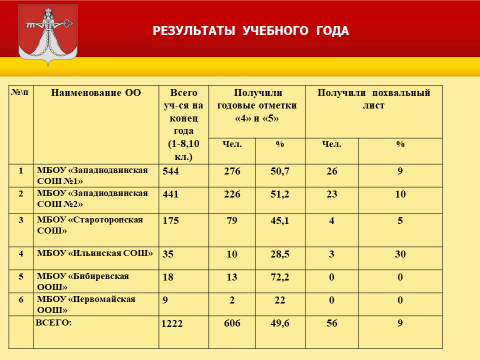 РЕЗУЛЬТАТЫ УЧЕБНОГО ГОДА
№\п Наименование ОО Всего уч-ся на конец года (1-8,10 кл.) Получили годовые отметки «4» и «5» Получили похвальный лист
Чел. % Чел. %
1 МБОУ «Западнодвинская СОШ №1» 544 276 50,7 26 9
2 МБОУ «Западнодвинская СОШ №2» 441 226 51,2 23 10
3 МБОУ «Староторопская СОШ» 175 79 45,1 4 5
4 МБОУ «Ильинская СОШ» 35 10 28,5 3 30
5 МБОУ «Бибиревская ООШ» 18 13 72,2 0 0
6 МБОУ «Первомайская ООШ» 9 2 22 0 0
ВСЕГО: 1222 606 49,6 56 9